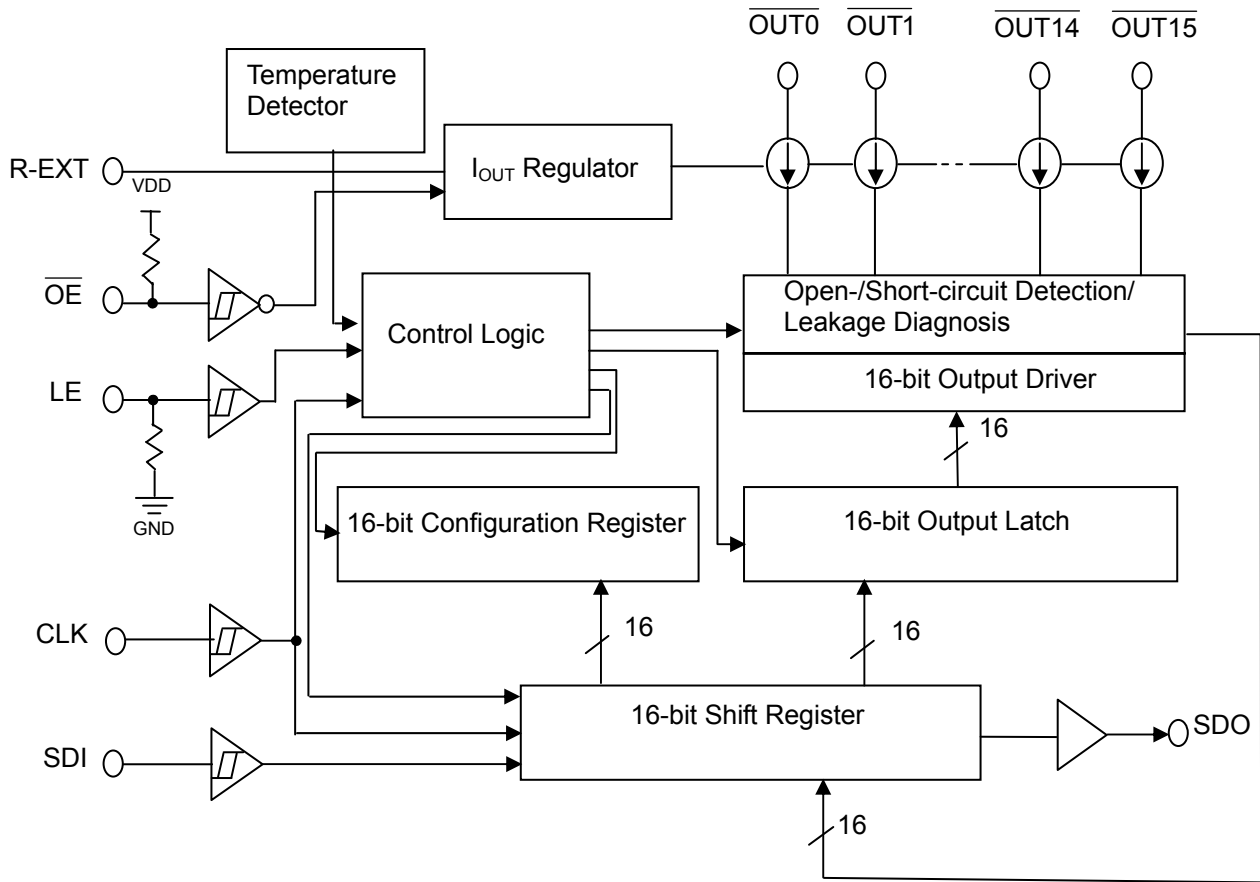 OUT0 OUT1 OUT14 OUT15
Temperature
Detector
R-EXT
VDD
IOUT Regulator
OE
Control Logic
Open-/Short-circuit Detection/
Leakage Diagnosis
LE
16-bit Output Driver
16
GND
16-bit Configuration Register
16-bit Output Latch
CLK
16
16
16-bit Shift Register
SDI
SDO
16